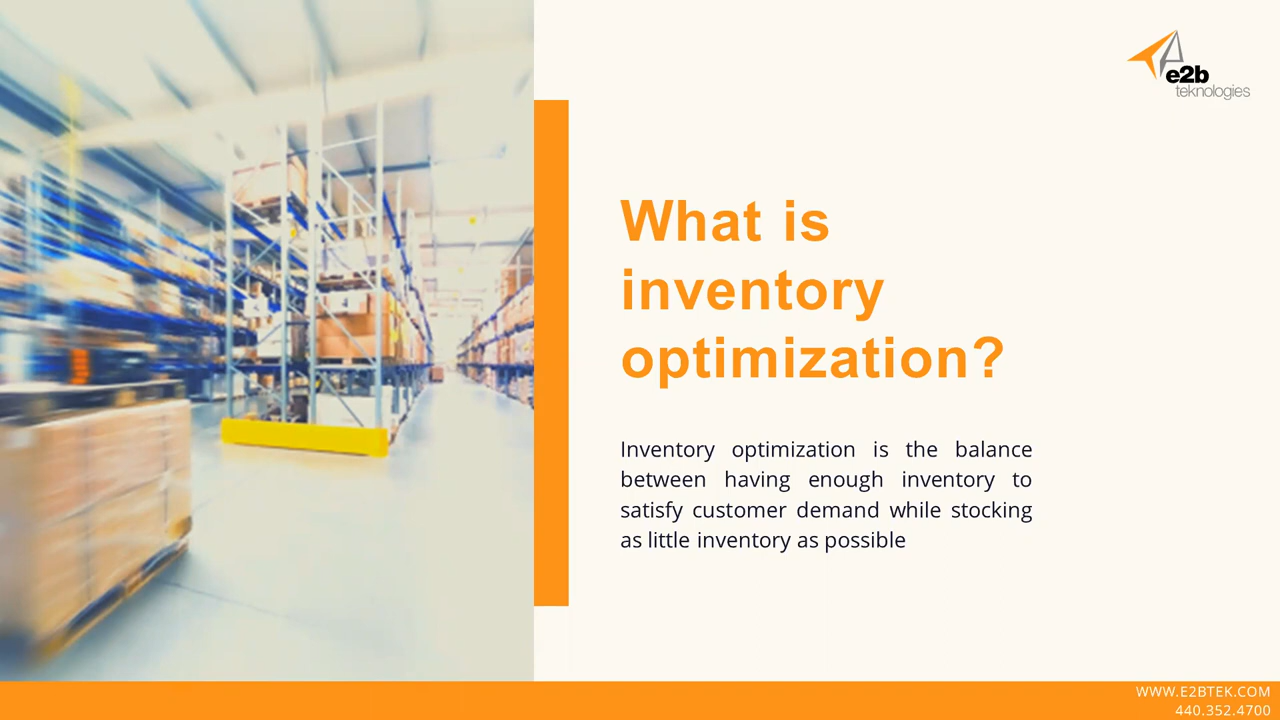 e2b
teknologies
What is
inventory
optimization?
Inventory optimization is the balance
between having enough inventory to
satisfy customer demand while stocking
as little inventory as possible
WWW.E2BTEK.COM
440.352.4700